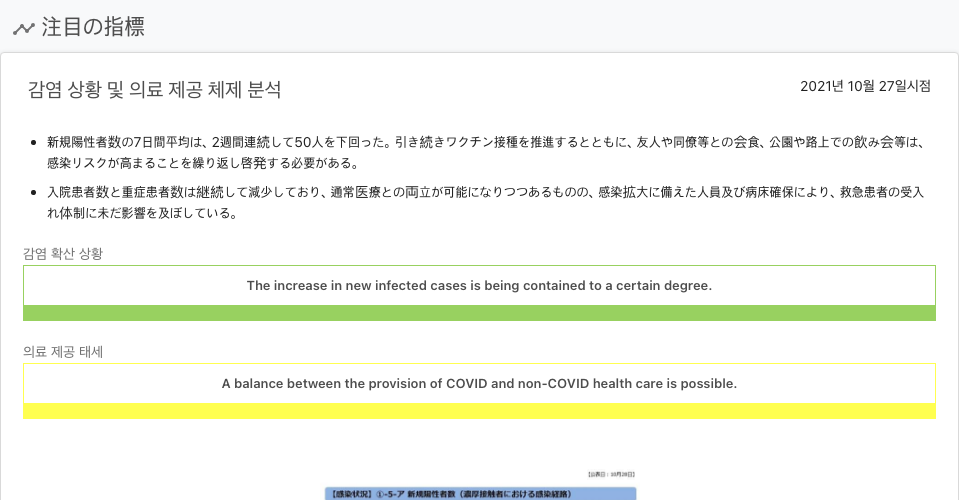 注目の指標
감염 상황 및 의료 제공 체제 분석
2021년 10월 27일시점
新規陽性者数の7日間平均は、2週間連続して50人を下回った。引き続きワクチン接種を推進するとともに、友人や同僚等との会食、公園や路上での飲み会等は、
感染リスクが高まることを繰り返し啓発する必要がある。
入院患者数と重症患者数は継続して減少しており、通常医療との両立が可能になりつつあるものの、感染拡大に備えた人員及び病床確保により、救急患者の受入
れ体制に未だ影響を及ぼしている。
감염 확산 상황
The increase in new infected cases is being contained to a certain degree.
의료 제공 태세
A balance between the provision of COVID and non-COVID health care is possible.
【公表日：10月28日】
【感染状況】①-5-ア 新規陽性者数（濃厚接触者における感染経路）